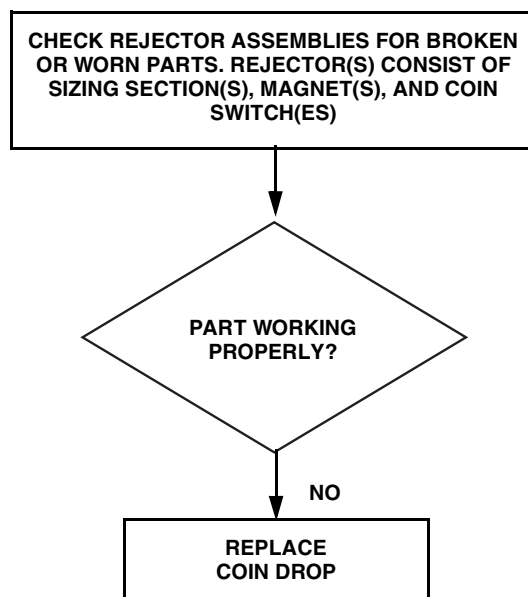 CHECK REJECTOR ASSEMBLIES FOR BROKEN
OR WORN PARTS. REJECTOR(S) CONSIST OF
SIZING SECTION(S), MAGNET(S), AND COIN
SWITCH(ES)
PART WORKING
PROPERLY?
NO
REPLACE
COIN DROP